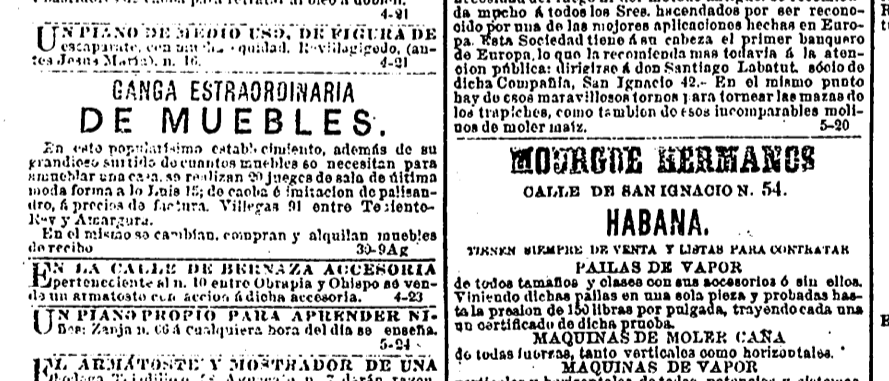 4-21
UN PIANO DE MEDIO USO, DE FIGURA DE
escaparate, con mucha equidad. Revillagigedo, (an-
tes Jesus María), n. 16. 4-21
GANGA ESTRAORDINARIA
DE MUEBLES.
En este popularísimo establecimiento, además de su
grandioso surtido de cuantos muebles se necesitan para
amueblar una casa, se realizan 20 juegos de sala de última
moda forma a lo Luis 15; de caoba é imitacion de palisan-
dro, á precios de factura. Villegas 91 entre Teniente-
Rey y Amargura.
En el mismo se cambian, compran y alquilan muebles
de recibo 30-9Ag
EN LA CALLE DE BERNAZA ACCESORIA
perteneciente al n. 10 entre Obrapia y Obispo se ven-
de un armatoste con accion á dicha accesoria. 4-23
UN PIANO PROPIO PARA APRENDER NI-
ños: Zanja n. 66 á cualquiera hora del dia se enseña.
5-24
EL ARMATOSTE Y MOSTRADOR DE UNA
da mucho á todos los Sres. hacendados por ser recono-
cido por una de las mejores aplicaciones hechas en Euro-
pa. Esta Sociedad tiene á su cabeza el primer banquero
de Europa, lo que la recomienda mas todavia á la aten-
cion pública: dirigirse á don Santiago Labatut, sócio de
dicha Compañía, San Ignacio 42.- En el mismo punto
hay de esos maravillosos tornos para tornear las mazas de
los trapiches, como tambien de esos incomparables moli-
nos de moler maiz. 5-20
MOURGUE HERMANOS
CALLE DE SAN IGNACIO N. 54.
HABANA.
TIENEN SIEMPRE DE VENTA Y LISTAS PARA CONTRATAR
PAILAS DE VAPOR
de todos tamaños y clases con sus accesorios ó sin ellos.
Viniendo dichas pailas en una sola pieza y probadas has-
ta la presion de 150 libras por pulgada, trayendo cada una
un certificado de dicha prueba.
MAQUINAS DE MOLER CAÑA
de todas fuerzas, tanto verticales como horizontales.
MAQUINAS DE VAPOR